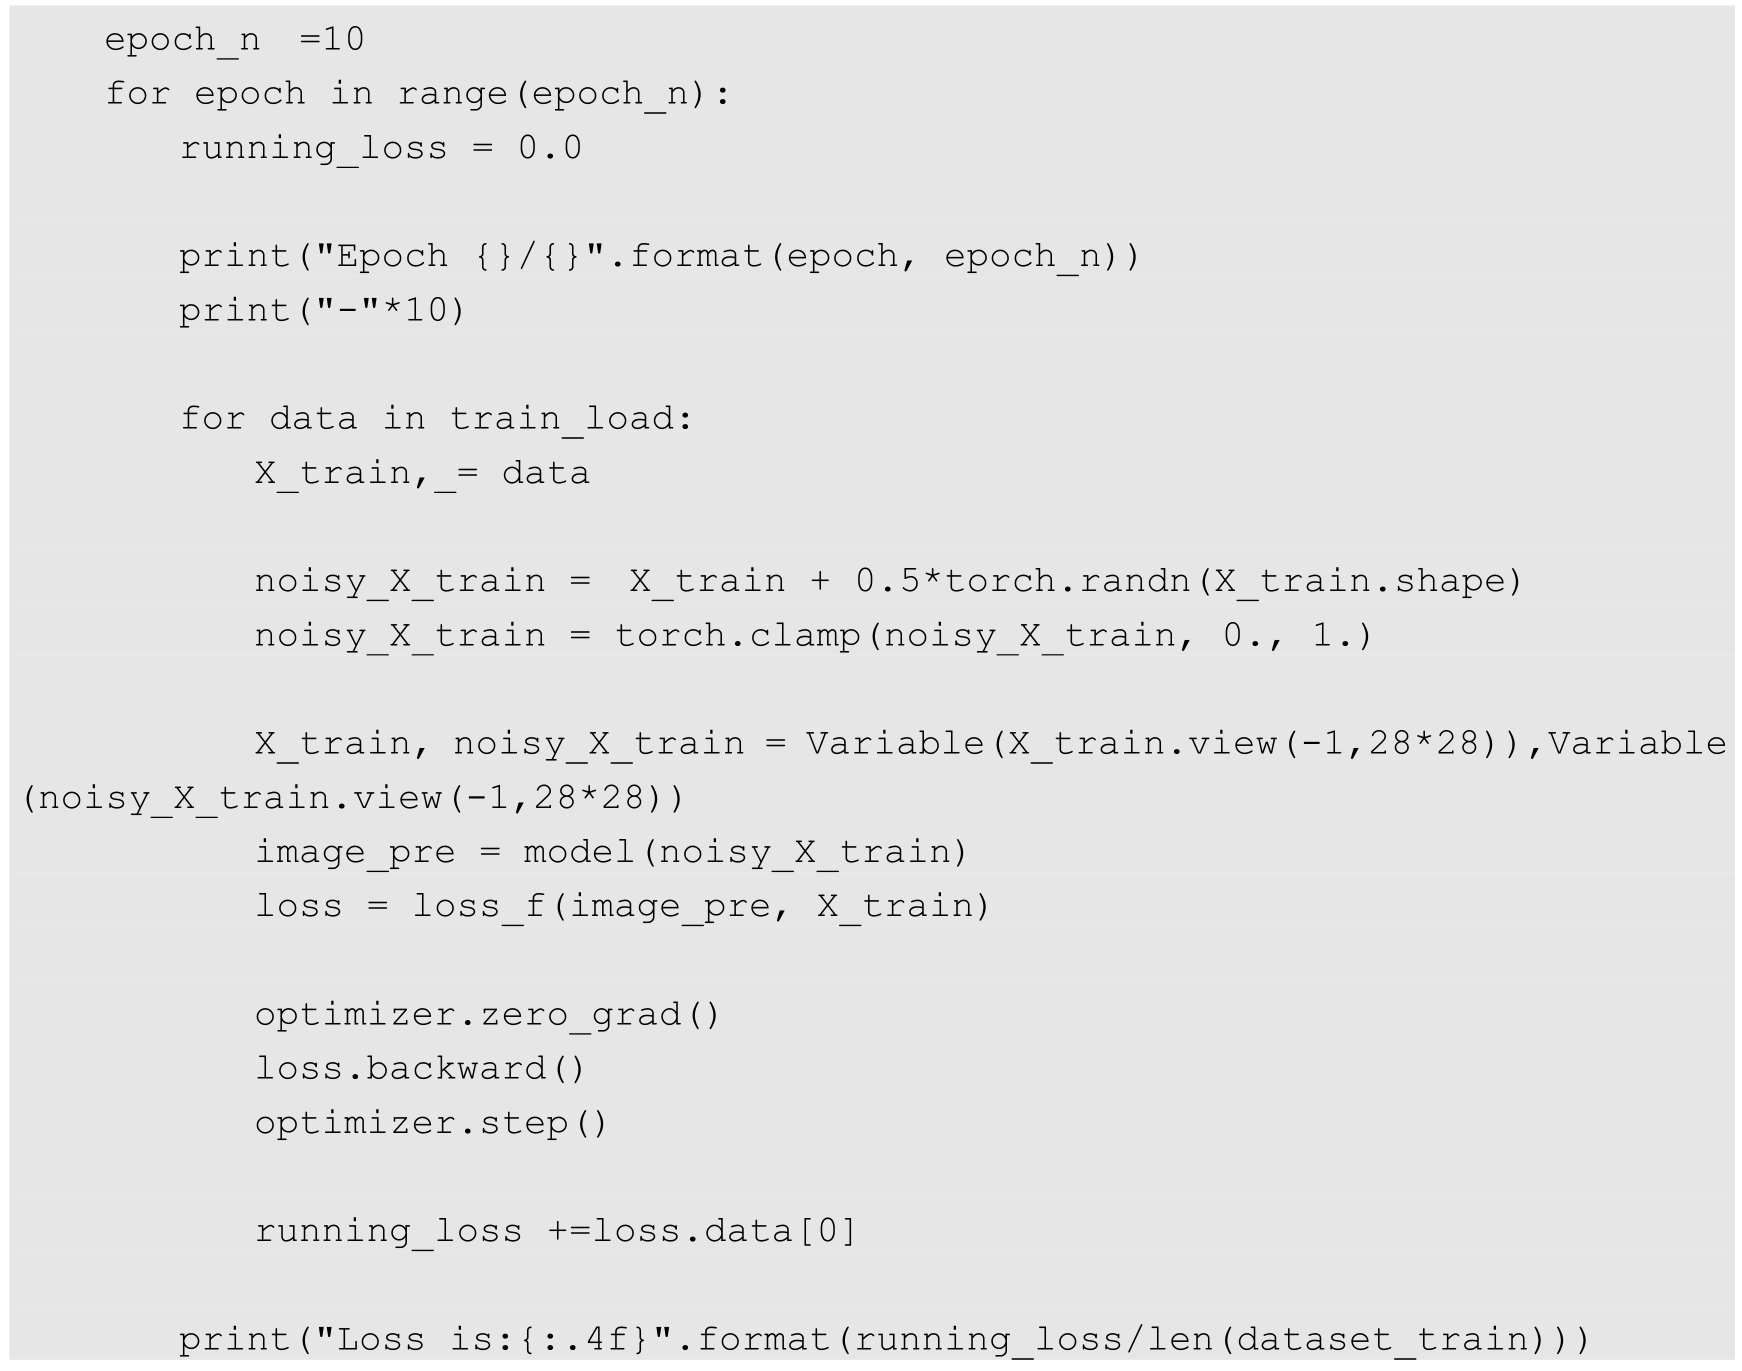 epoch_n  =10
for epoch in range(epoch_n):
    running_loss = 0.0
    print("Epoch {}/{}".format(epoch, epoch_n))
    print("-"*10)
    for data in train_load:
        X_train,_= data
        noisy_X_train =  X_train + 0.5*torch.randn(X_train.shape)
        noisy_X_train = torch.clamp(noisy_X_train, 0., 1.)
        X_train, noisy_X_train = Variable(X_train.view(-1,28*28)),Variable
(noisy_X_train.view(-1,28*28))
        image_pre = model(noisy_X_train)
        loss = loss_f(image_pre, X_train)
        optimizer.zero_grad()
        loss.backward()
        optimizer.step()
        running_loss +=loss.data[0]
    print("Loss is:{:.4f}".format(running_loss/len(dataset_train)))